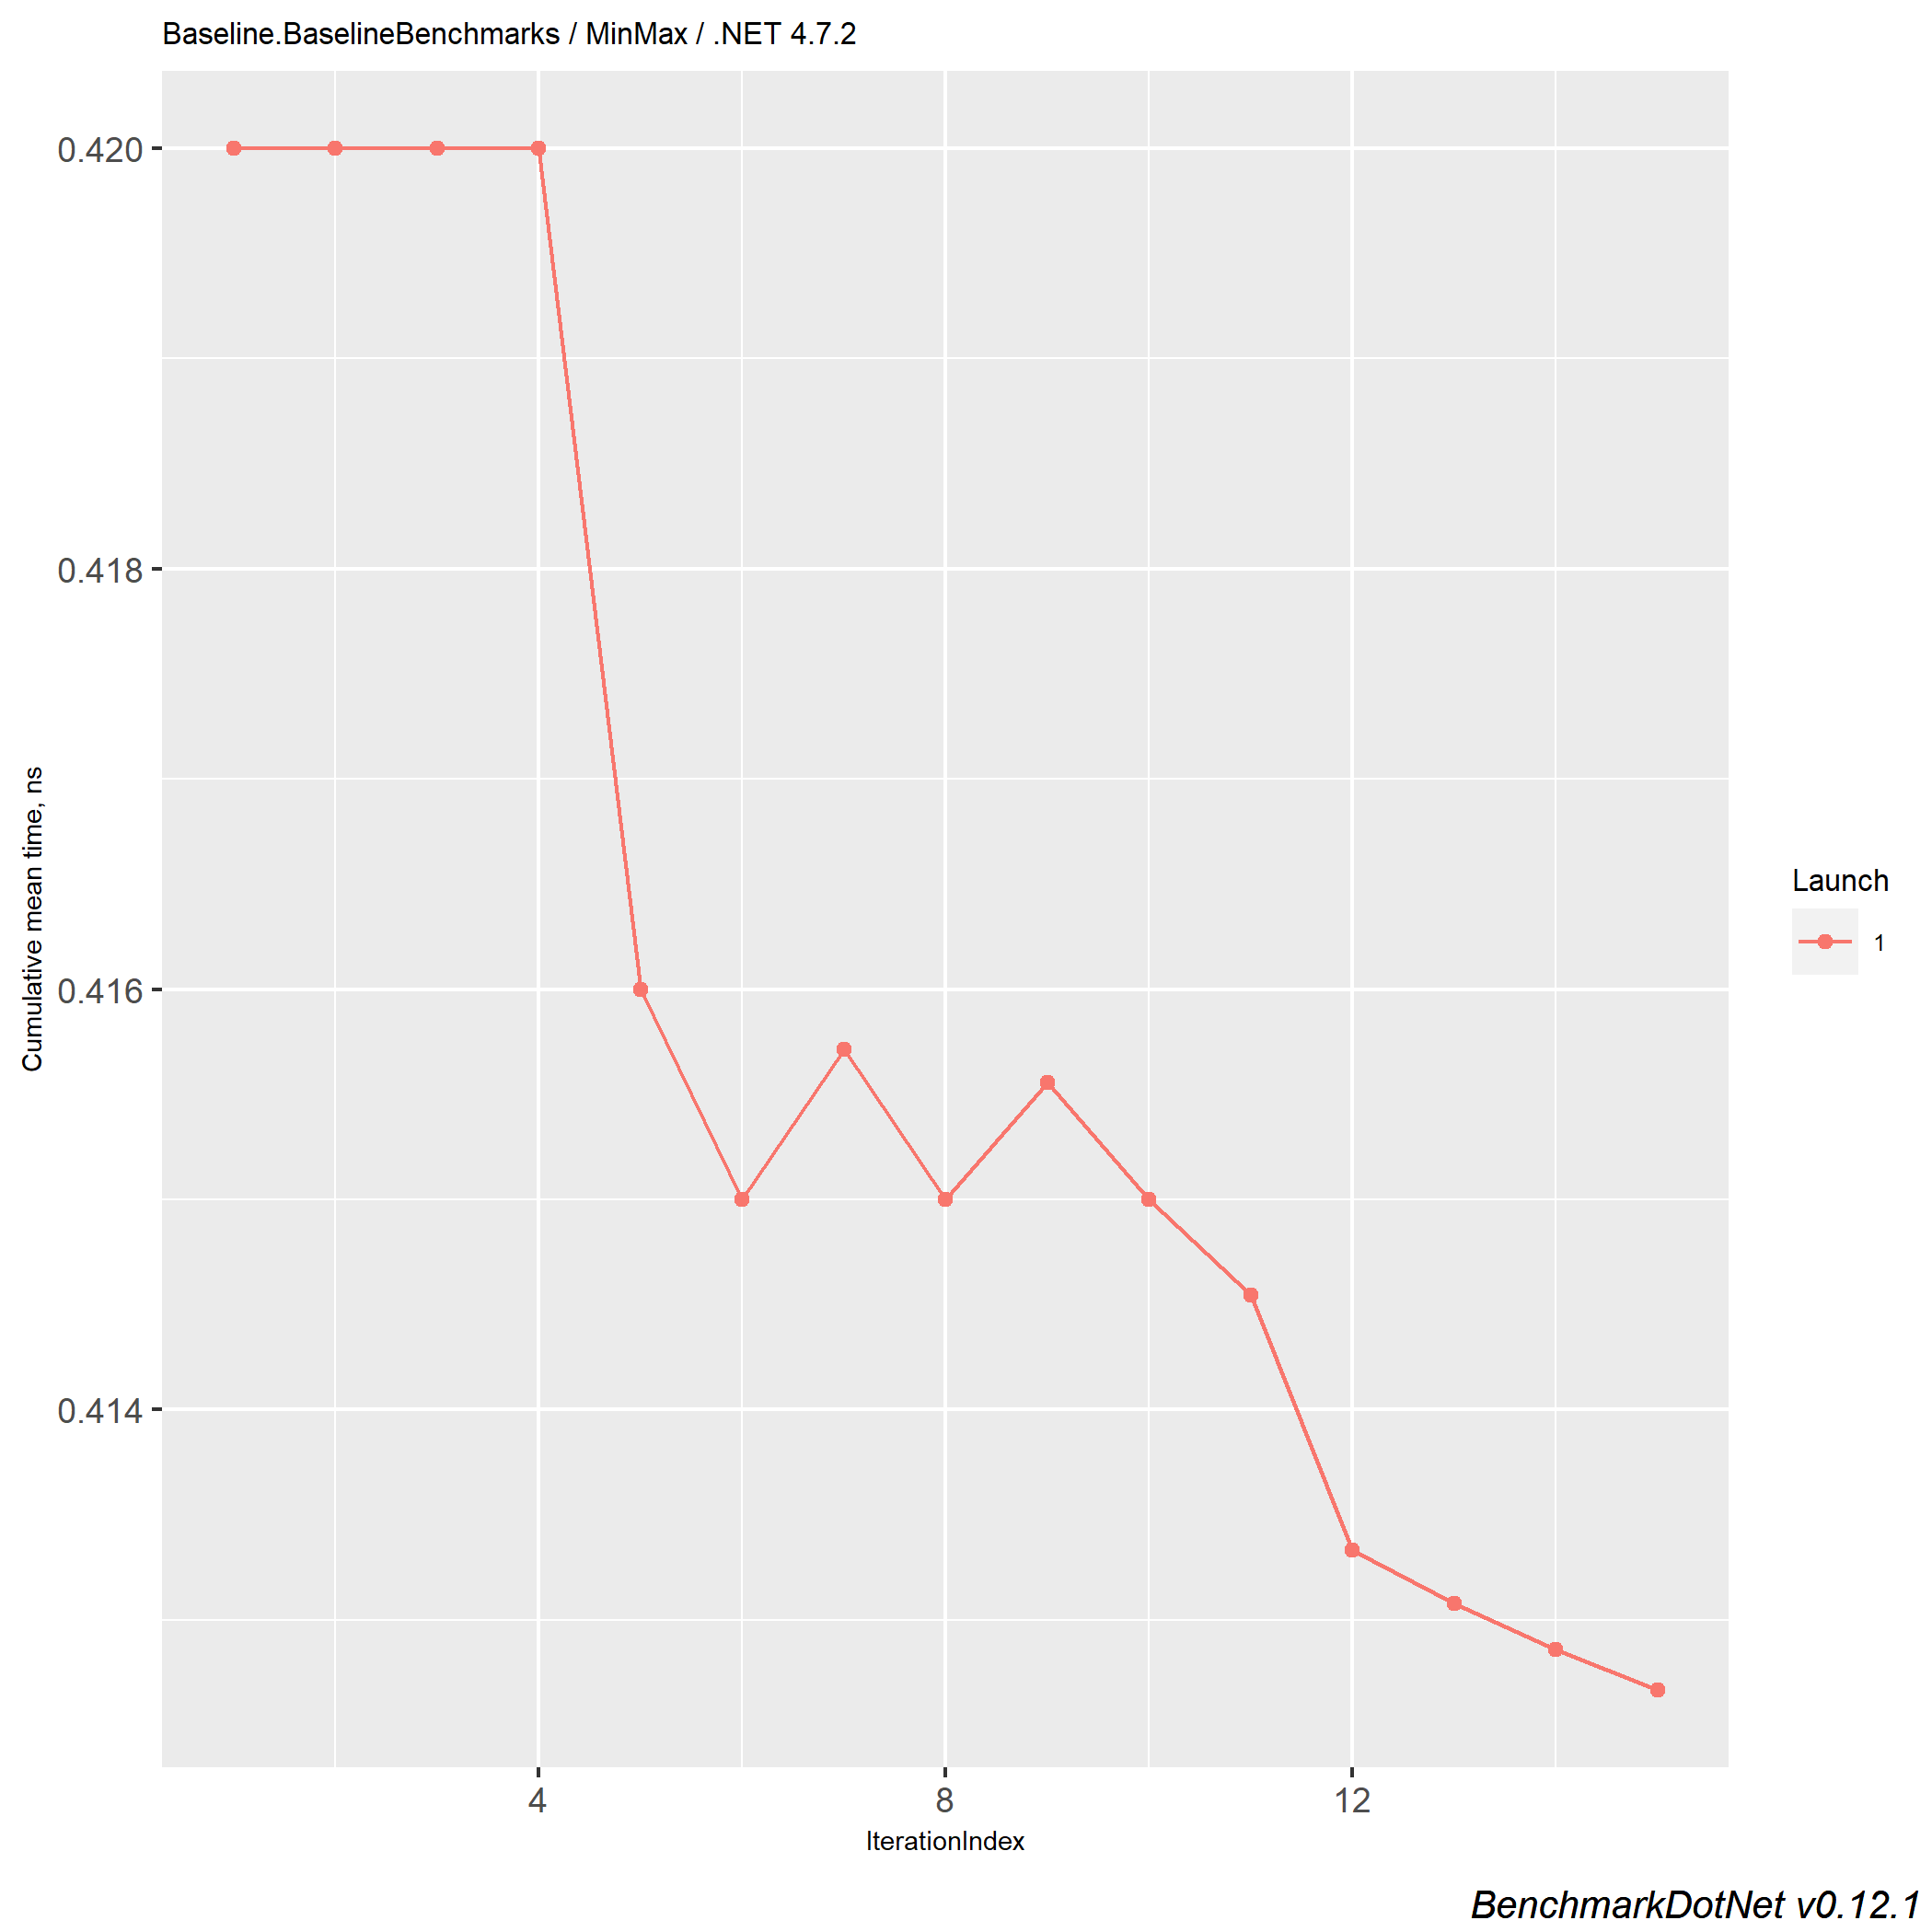 Baseline.BaselineBenchmarks / MinMax / .NET 4.7.2
0.420
0.418
0.416
0.414
Cumulative mean time, ns
4
8
12
IterationIndex
Launch
1
BenchmarkDotNet v0.12.1